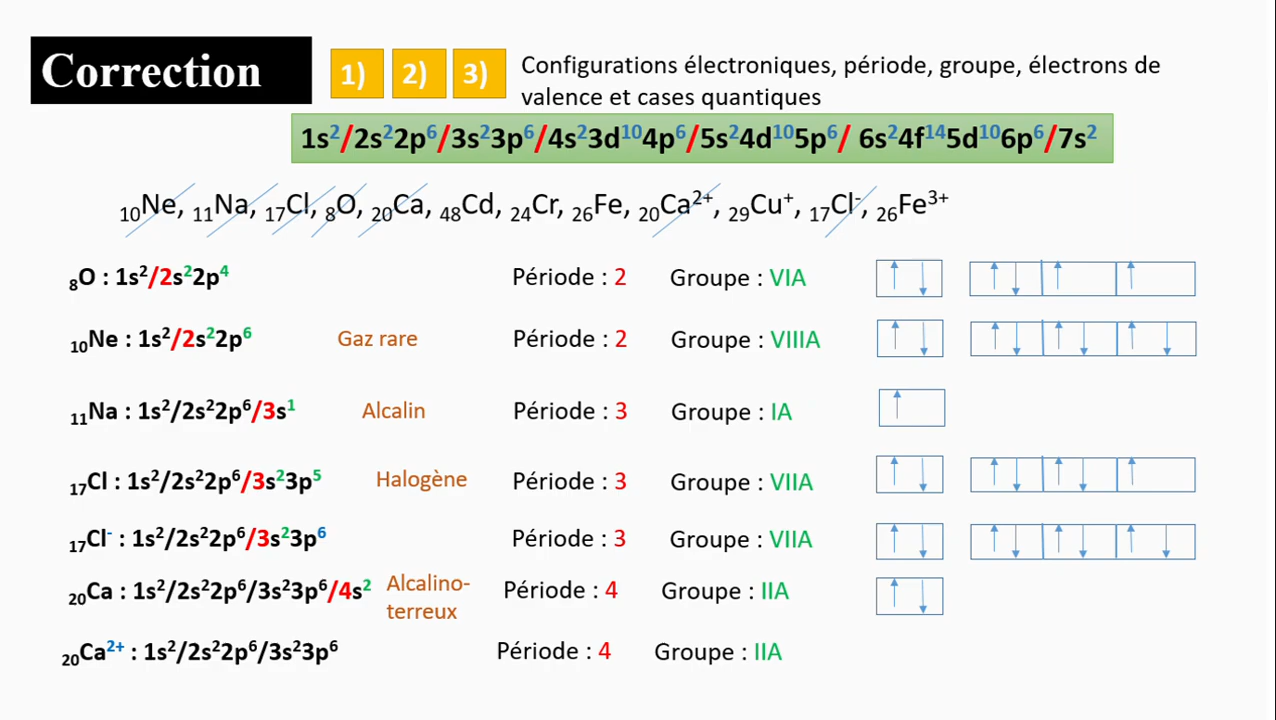 Correction 1) 2) 3) Configurations électroniques, période, groupe, électrons de
valence et cases quantiques
1s²/2s²2p⁶/3s²3p⁶/4s²3d¹⁰4p⁶/5s²4d¹⁰5p⁶/ 6s²4f¹⁴5d¹⁰6p⁶/7s²
₁₀Ne, ₁₁Na, ₁₇Cl, ₈O, ₂₀Ca, ₄₈Cd, ₂₄Cr, ₂₆Fe, ₂₀Ca²⁺, ₂₉Cu⁺, ₁₇Cl⁻, ₂₆Fe³⁺
₈O : 1s²/2s²2p⁴ Période : 2 Groupe : VIA
₁₀Ne : 1s²/2s²2p⁶ Gaz rare Période : 2 Groupe : VIIIA
₁₁Na : 1s²/2s²2p⁶/3s¹ Alcalin Période : 3 Groupe : IA
₁₇Cl : 1s²/2s²2p⁶/3s²3p⁵ Halogène Période : 3 Groupe : VIIA
₁₇Cl⁻ : 1s²/2s²2p⁶/3s²3p⁶ Période : 3 Groupe : VIIA
₂₀Ca : 1s²/2s²2p⁶/3s²3p⁶/4s² Alcalino-
terreux Période : 4 Groupe : IIA
₂₀Ca²⁺ : 1s²/2s²2p⁶/3s²3p⁶ Période : 4 Groupe : IIA